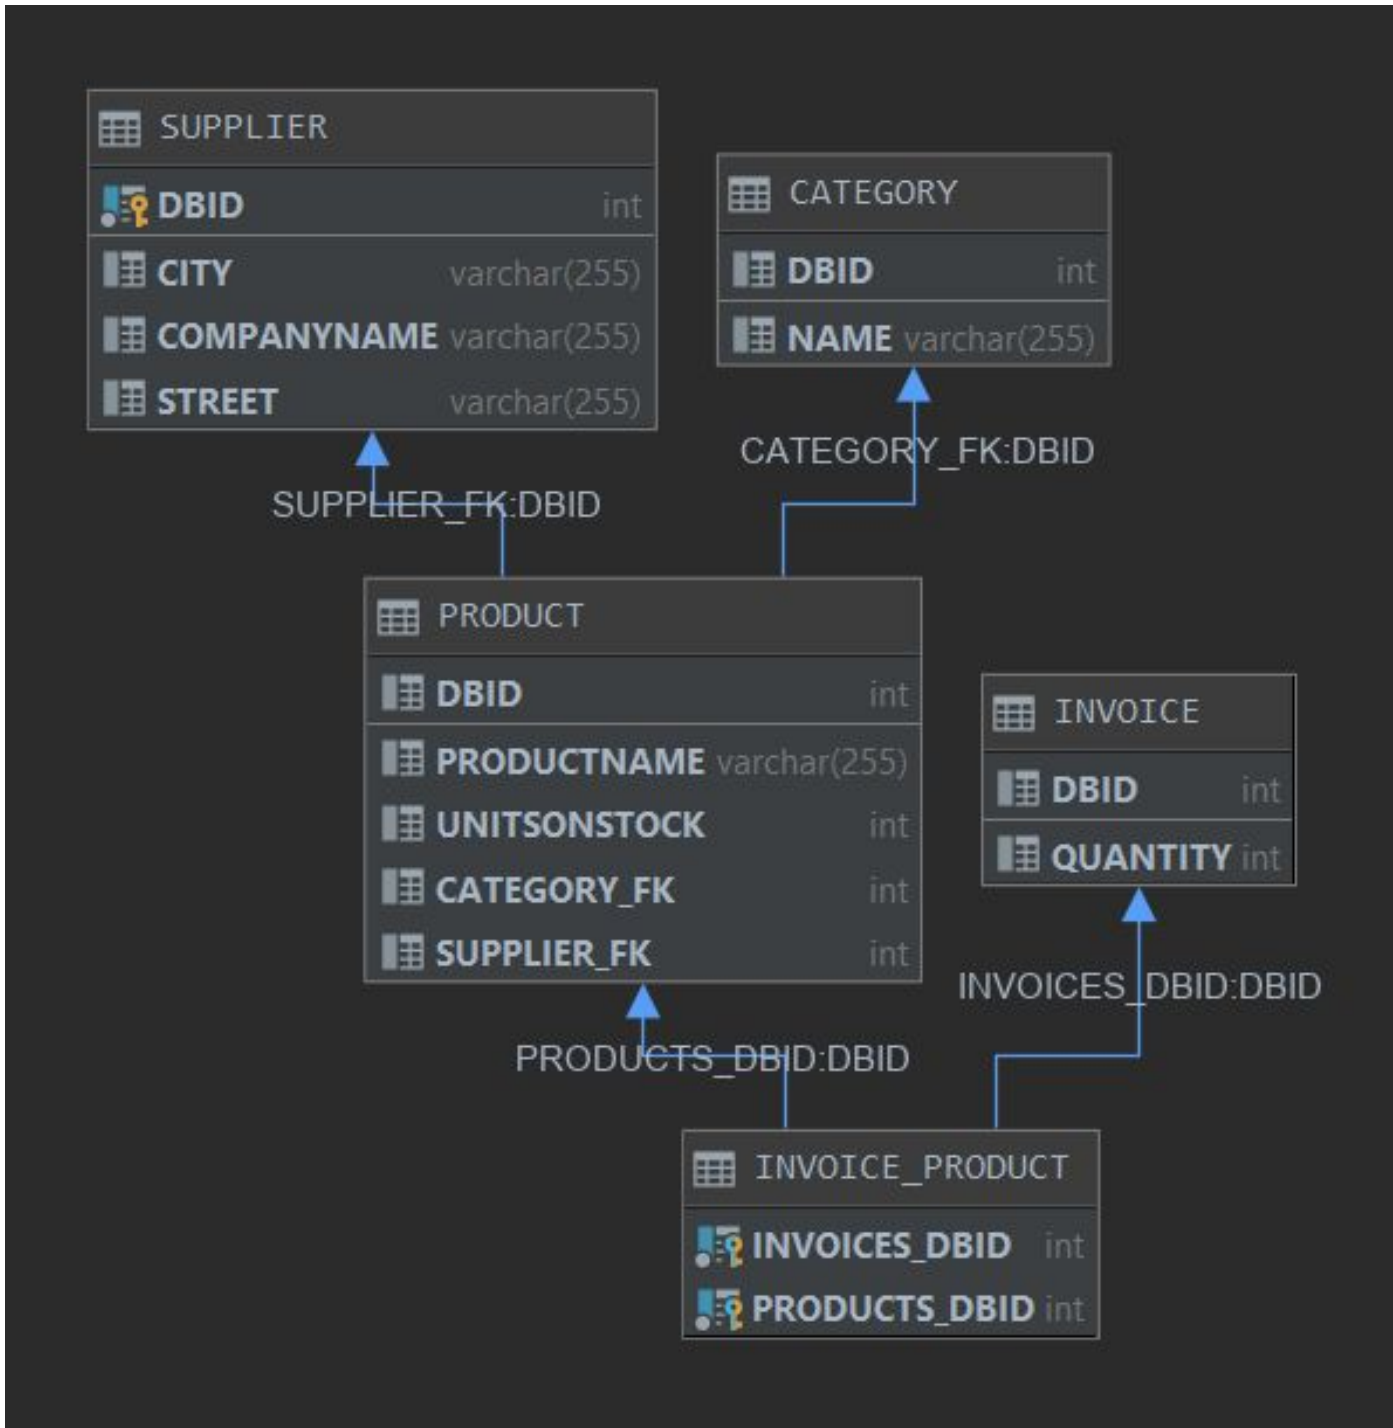 SUPPLIER
DBID int
CITY varchar(255)
COMPANYNAME varchar(255)
STREET varchar(255)
CATEGORY
DBID int
NAME varchar(255)
CATEGORY_FK:DBID
SUPPLIER_FK:DBID
PRODUCT
DBID int
PRODUCTNAME varchar(255)
UNITSONSTOCK int
CATEGORY_FK int
SUPPLIER_FK int
INVOICE
DBID int
QUANTITY int
INVOICES_DBID:DBID
PRODUCTS_DBID:DBID
INVOICE_PRODUCT
INVOICES_DBID int
PRODUCTS_DBID int